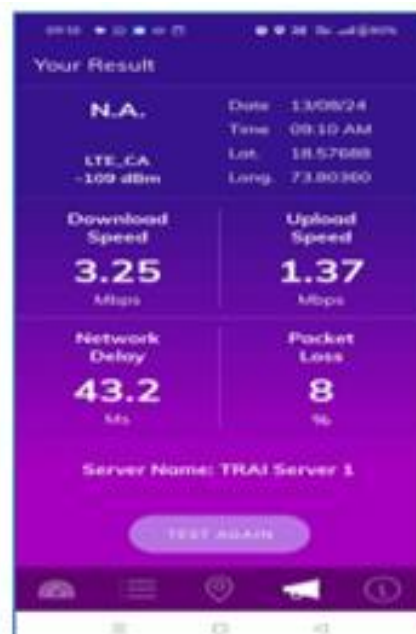 Your Result
N.A.
Date 13/08/24
Time 09:10 AM
LTE_CA
-109 dBm
Lat. 18.57688
Long. 73.80360
Download Speed
3.25
Mbps
Upload Speed
1.37
Mbps
Network Delay
43.2
Ms
Packet Loss
8
%
Server Name: TRAI Server 1
TEST AGAIN